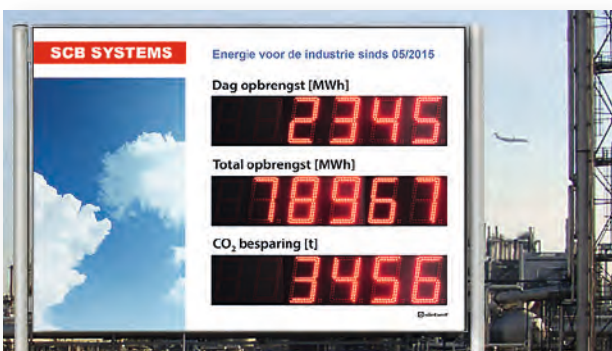 SCB SYSTEMS
Energie voor de industrie sinds 05/2015
Dag opbrengst [MWh]
2345
Total opbrengst [MWh]
78967
CO₂ besparing [t]
3456